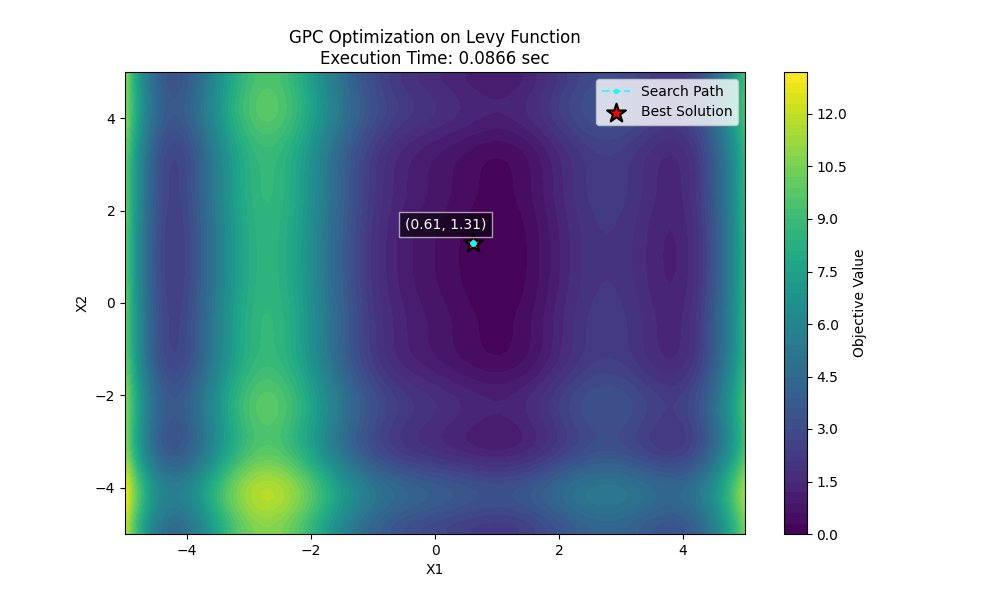 GPC Optimization on Levy Function
Execution Time: 0.0866 sec
Search Path
Best Solution
(0.61, 1.31)
4
2
0
−2
−4
X2
−4
−2
0
2
4
X1
12.0
10.5
9.0
7.5
6.0
4.5
3.0
1.5
0.0
Objective Value